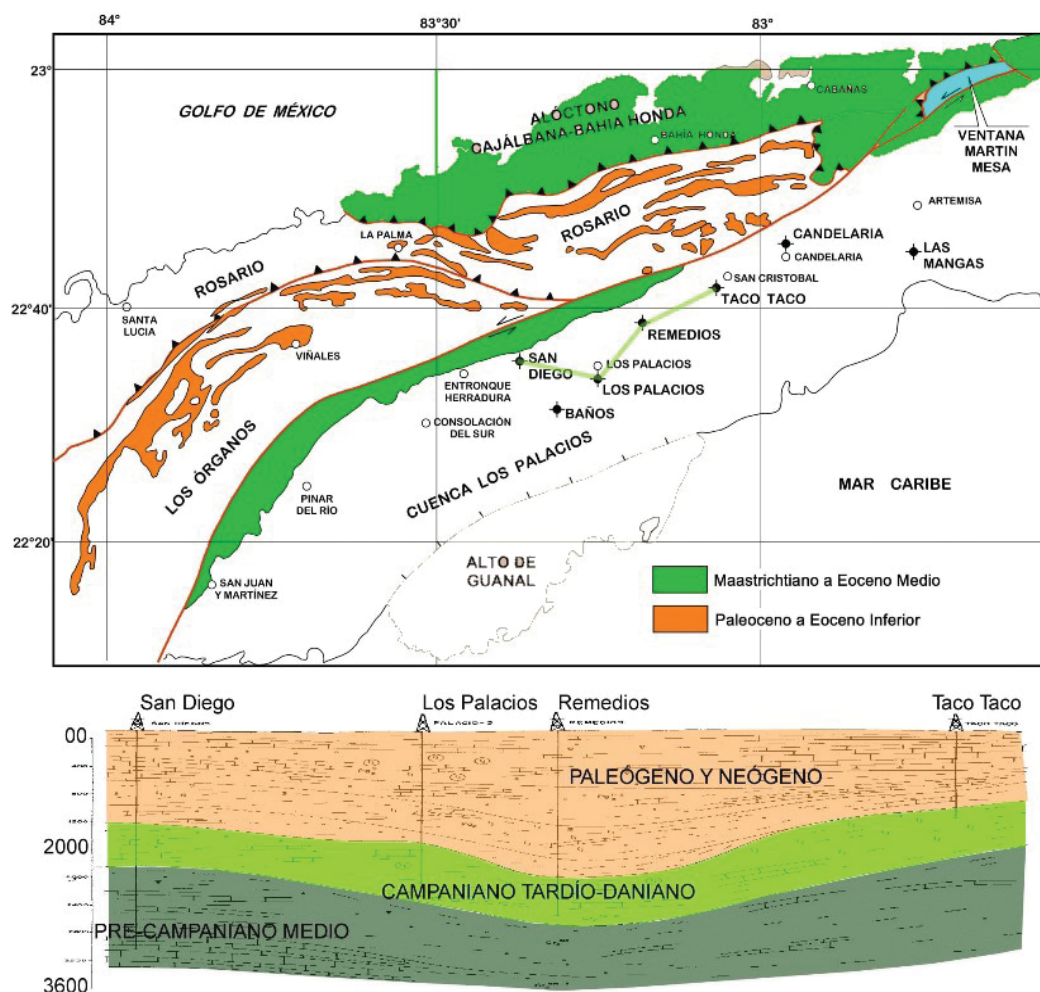 84°
83°30'
83°
23°
GOLFO DE MÉXICO
ALÓCTONO
CAJÁLBANA-BAHIA HONDA
CABAÑAS
BAHÍA HONDA
VENTANA
MARTIN
MESA
ARTEMISA
LA PALMA
ROSARIO
ROSARIO
CANDELARIA
CANDELARIA
LAS
MANGAS
SAN CRISTOBAL
TACO TACO
22°40'
SANTA
LUCIA
VIÑALES
REMEDIOS
SAN
DIEGO
LOS PALACIOS
LOS PALACIOS
ENTRONQUE
HERRADURA
BAÑOS
CONSOLACIÓN
DEL SUR
LOS ÓRGANOS
CUENCA LOS PALACIOS
PINAR
DEL RÍO
MAR CARIBE
22°20'
ALTO DE
GUANAL
SAN JUAN
Y MARTÍNEZ
Maastrichtiano a Eoceno Medio
Paleoceno a Eoceno Inferior
San Diego
Los Palacios
Remedios
Taco Taco
REMEDIOS
00
PALEÓGENO Y NEÓGENO
2000
CAMPANIANO TARDÍO-DANIANO
PRE-CAMPANIANO MEDIO
3600